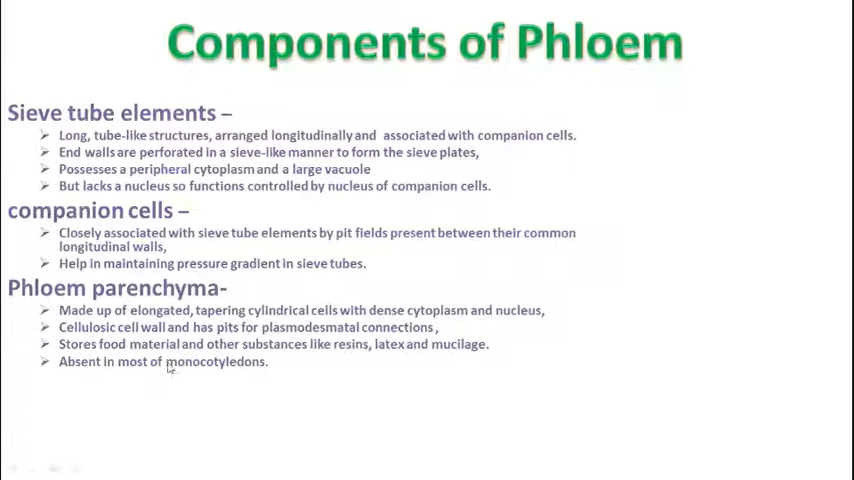 Components of Phloem
Sieve tube elements –
➢ Long, tube-like structures, arranged longitudinally and associated with companion cells.
➢ End walls are perforated in a sieve-like manner to form the sieve plates,
➢ Possesses a peripheral cytoplasm and a large vacuole
➢ But lacks a nucleus so functions controlled by nucleus of companion cells.
companion cells –
➢ Closely associated with sieve tube elements by pit fields present between their common
longitudinal walls,
➢ Help in maintaining pressure gradient in sieve tubes.
Phloem parenchyma-
➢ Made up of elongated, tapering cylindrical cells with dense cytoplasm and nucleus,
➢ Cellulosic cell wall and has pits for plasmodesmatal connections ,
➢ Stores food material and other substances like resins, latex and mucilage.
➢ Absent in most of monocotyledons.